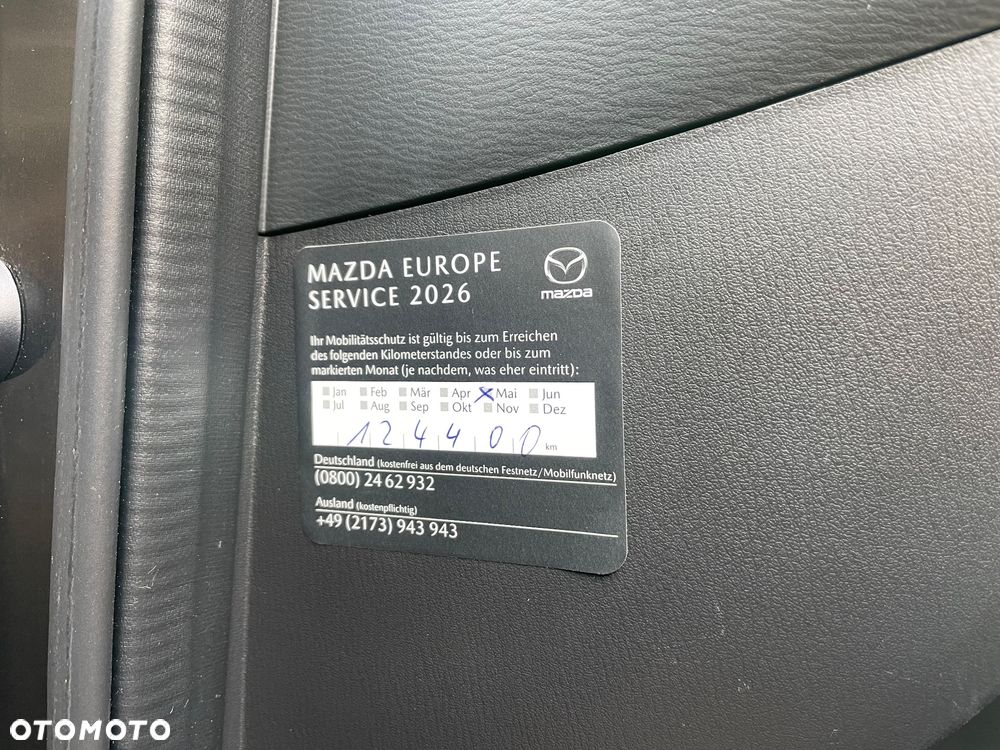 MAZDA EUROPE
SERVICE 2026
mazda
Ihr Mobilitätsschutz ist gültig bis zum Erreichen
des folgenden Kilometerstandes oder bis zum
markierten Monat (je nachdem, was eher eintritt):
Jan Feb Mär Apr Mai Jun
Jul Aug Sep Okt Nov Dez
124400 km
Deutschland (kostenfrei aus dem deutschen Festnetz/Mobilfunknetz)
(0800) 24 62 932
Ausland (kostenpflichtig)
+49 (2173) 943 943
OTOMOTO